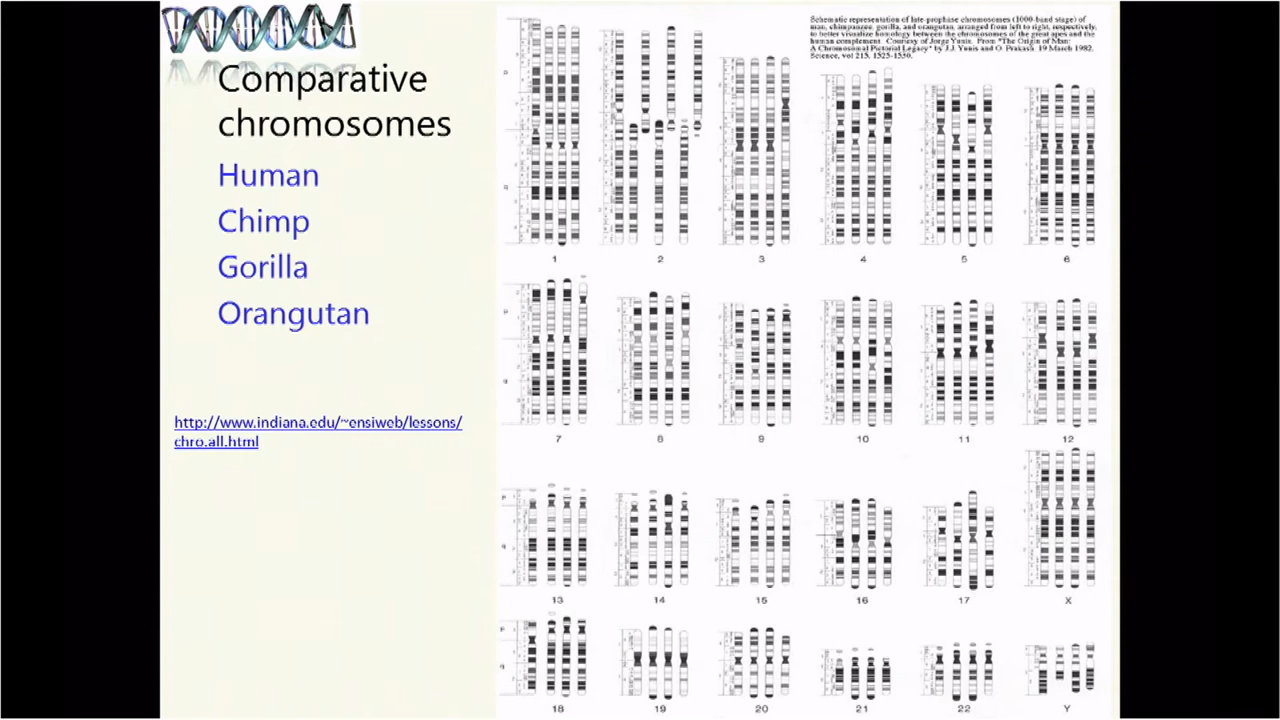 Comparative
chromosomes
Human
Chimp
Gorilla
Orangutan
http://www.indiana.edu/~ensiweb/lessons/
chro.all.html
Schematic representation of late-prophase chromosomes (1000-band stage) of
man, chimpanzee, gorilla, and orangutan, arranged from left to right, respectively,
to better visualize homology between the chromosomes of the great apes and the
human complement. Courtesy of Jorge Yunis. From "The Origin of Man:
A Chromosomal Pictorial Legacy" by J.J. Yunis and O. Prakash 19 March 1982.
Science, vol 215, 1525-1530.
1 2 3 4 5 6
7 8 9 10 11 12
13 14 15 16 17 X
18 19 20 21 22 Y